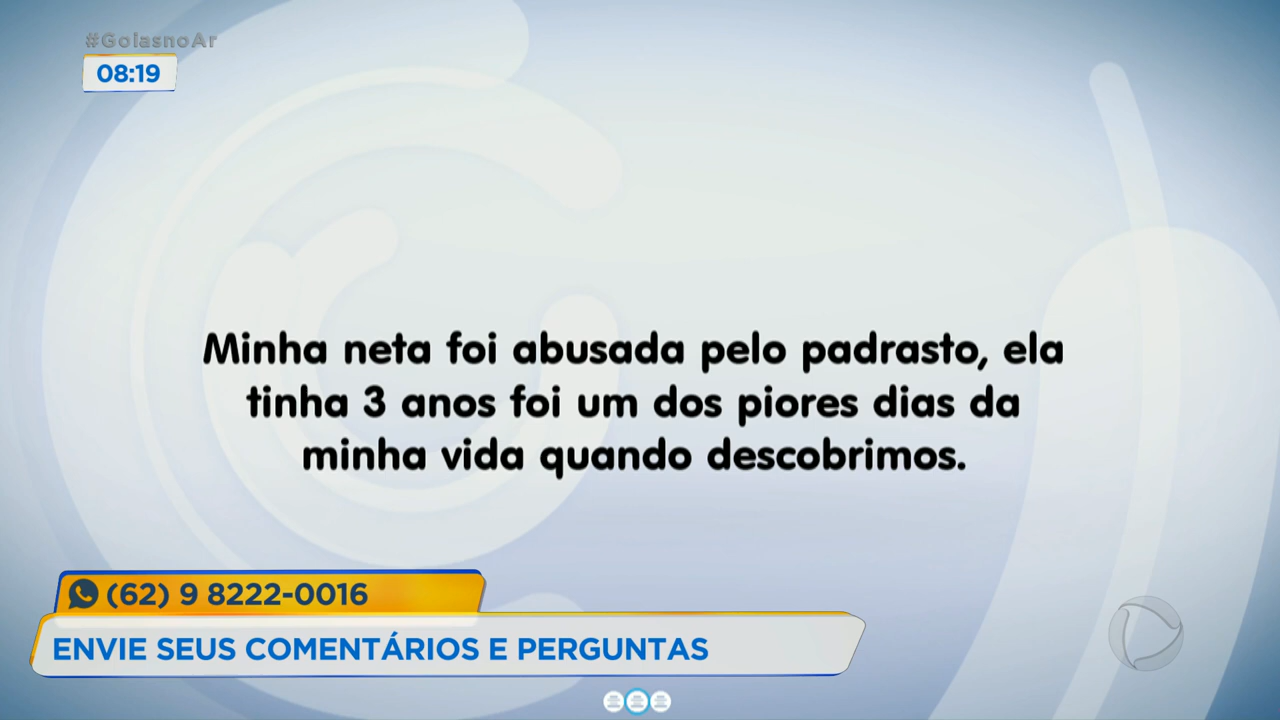 #GoiasnoAr
08:19
Minha neta foi abusada pelo padrasto, ela
tinha 3 anos foi um dos piores dias da
minha vida quando descobrimos.
(62) 9 8222-0016
ENVIE SEUS COMENTÁRIOS E PERGUNTAS